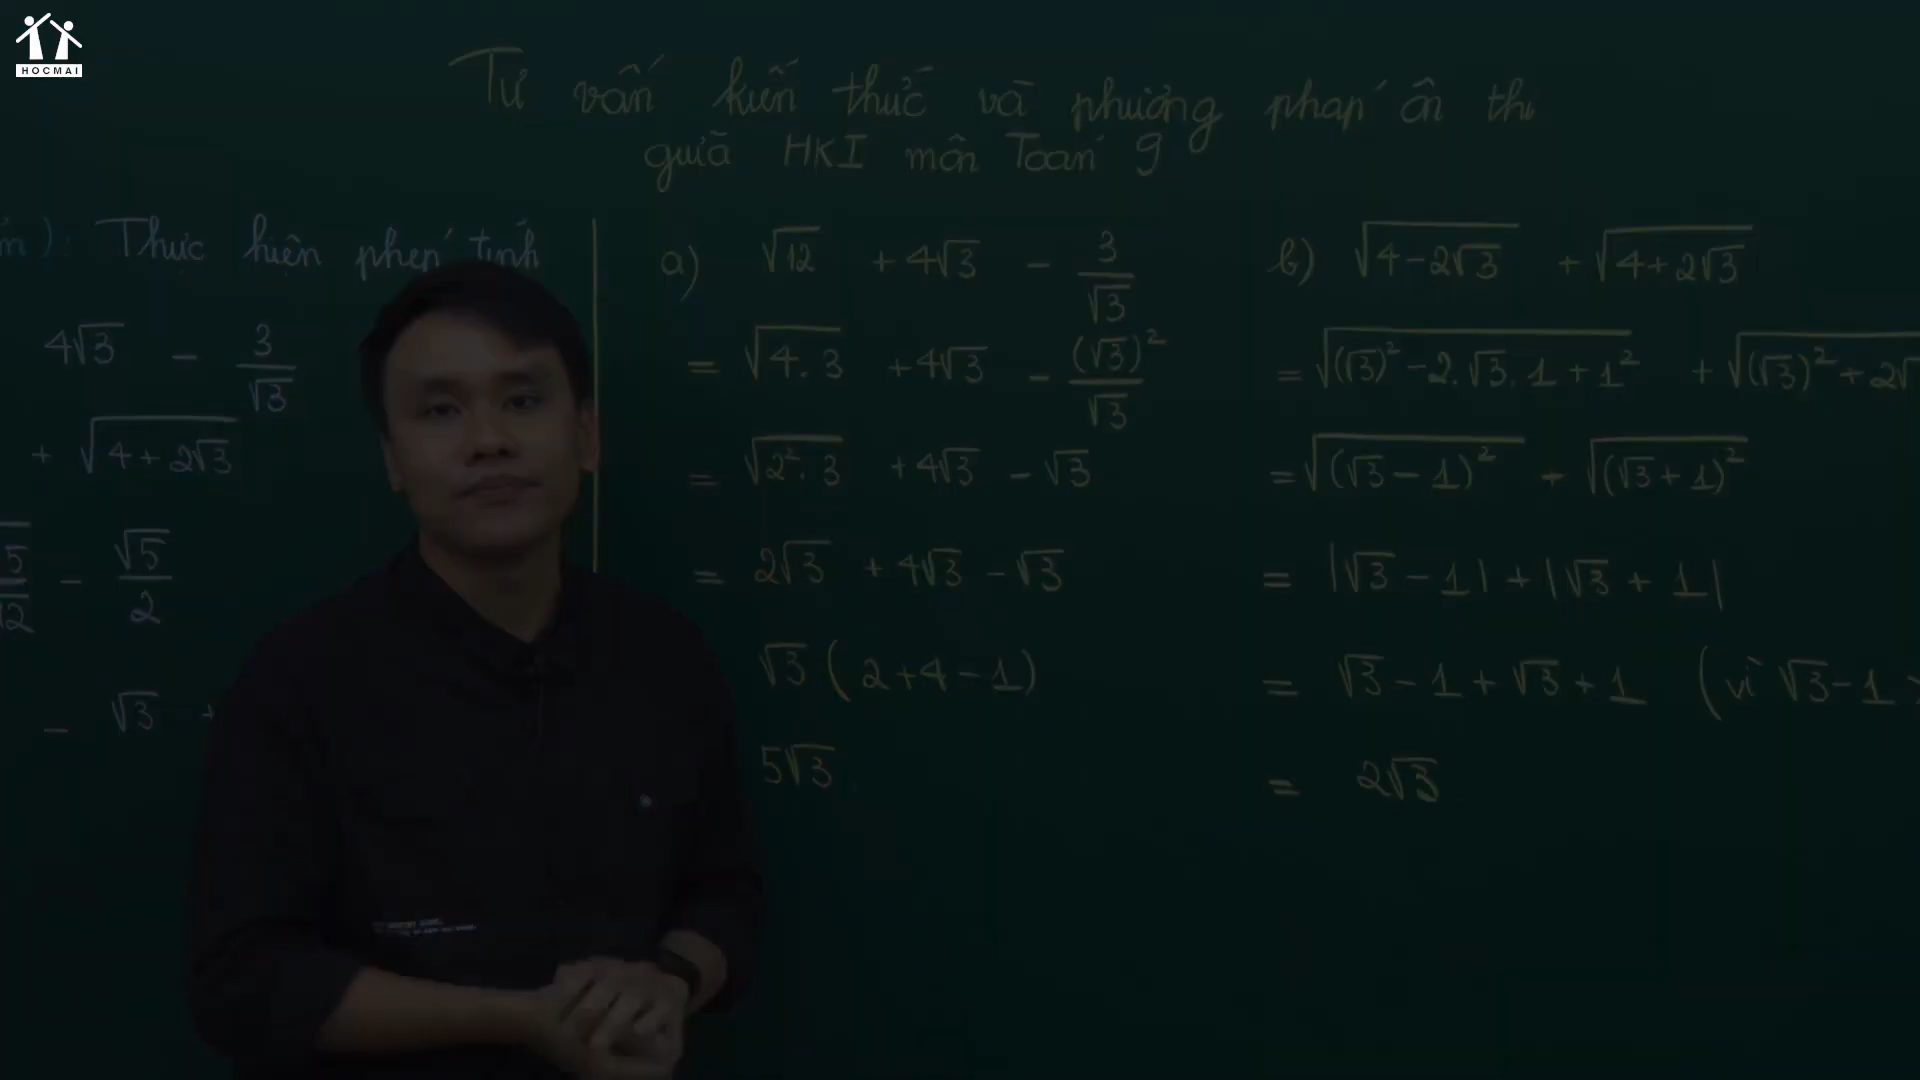 HOCMAI
Tư vấn kiến thức và phương pháp ôn thi
giữa HKI môn Toán 9
Thực hiện phép tính
4√3 - 3/√3
+ √(4+2√3)
- √5/2
- √3 +
a) √12 + 4√3 - 3/√3
= √(4.3) + 4√3 - (√3)²/√3
= √(2².3) + 4√3 - √3
= 2√3 + 4√3 - √3
√3(2+4-1)
5√3
b) √(4-2√3) + √(4+2√3)
= √((√3)² - 2.√3.1 + 1²) + √((√3)² + 2√
= √((√3-1)²) + √((√3+1)²)
= |√3 - 1| + |√3 + 1|
= √3 - 1 + √3 + 1 (vì √3 - 1 >
= 2√3